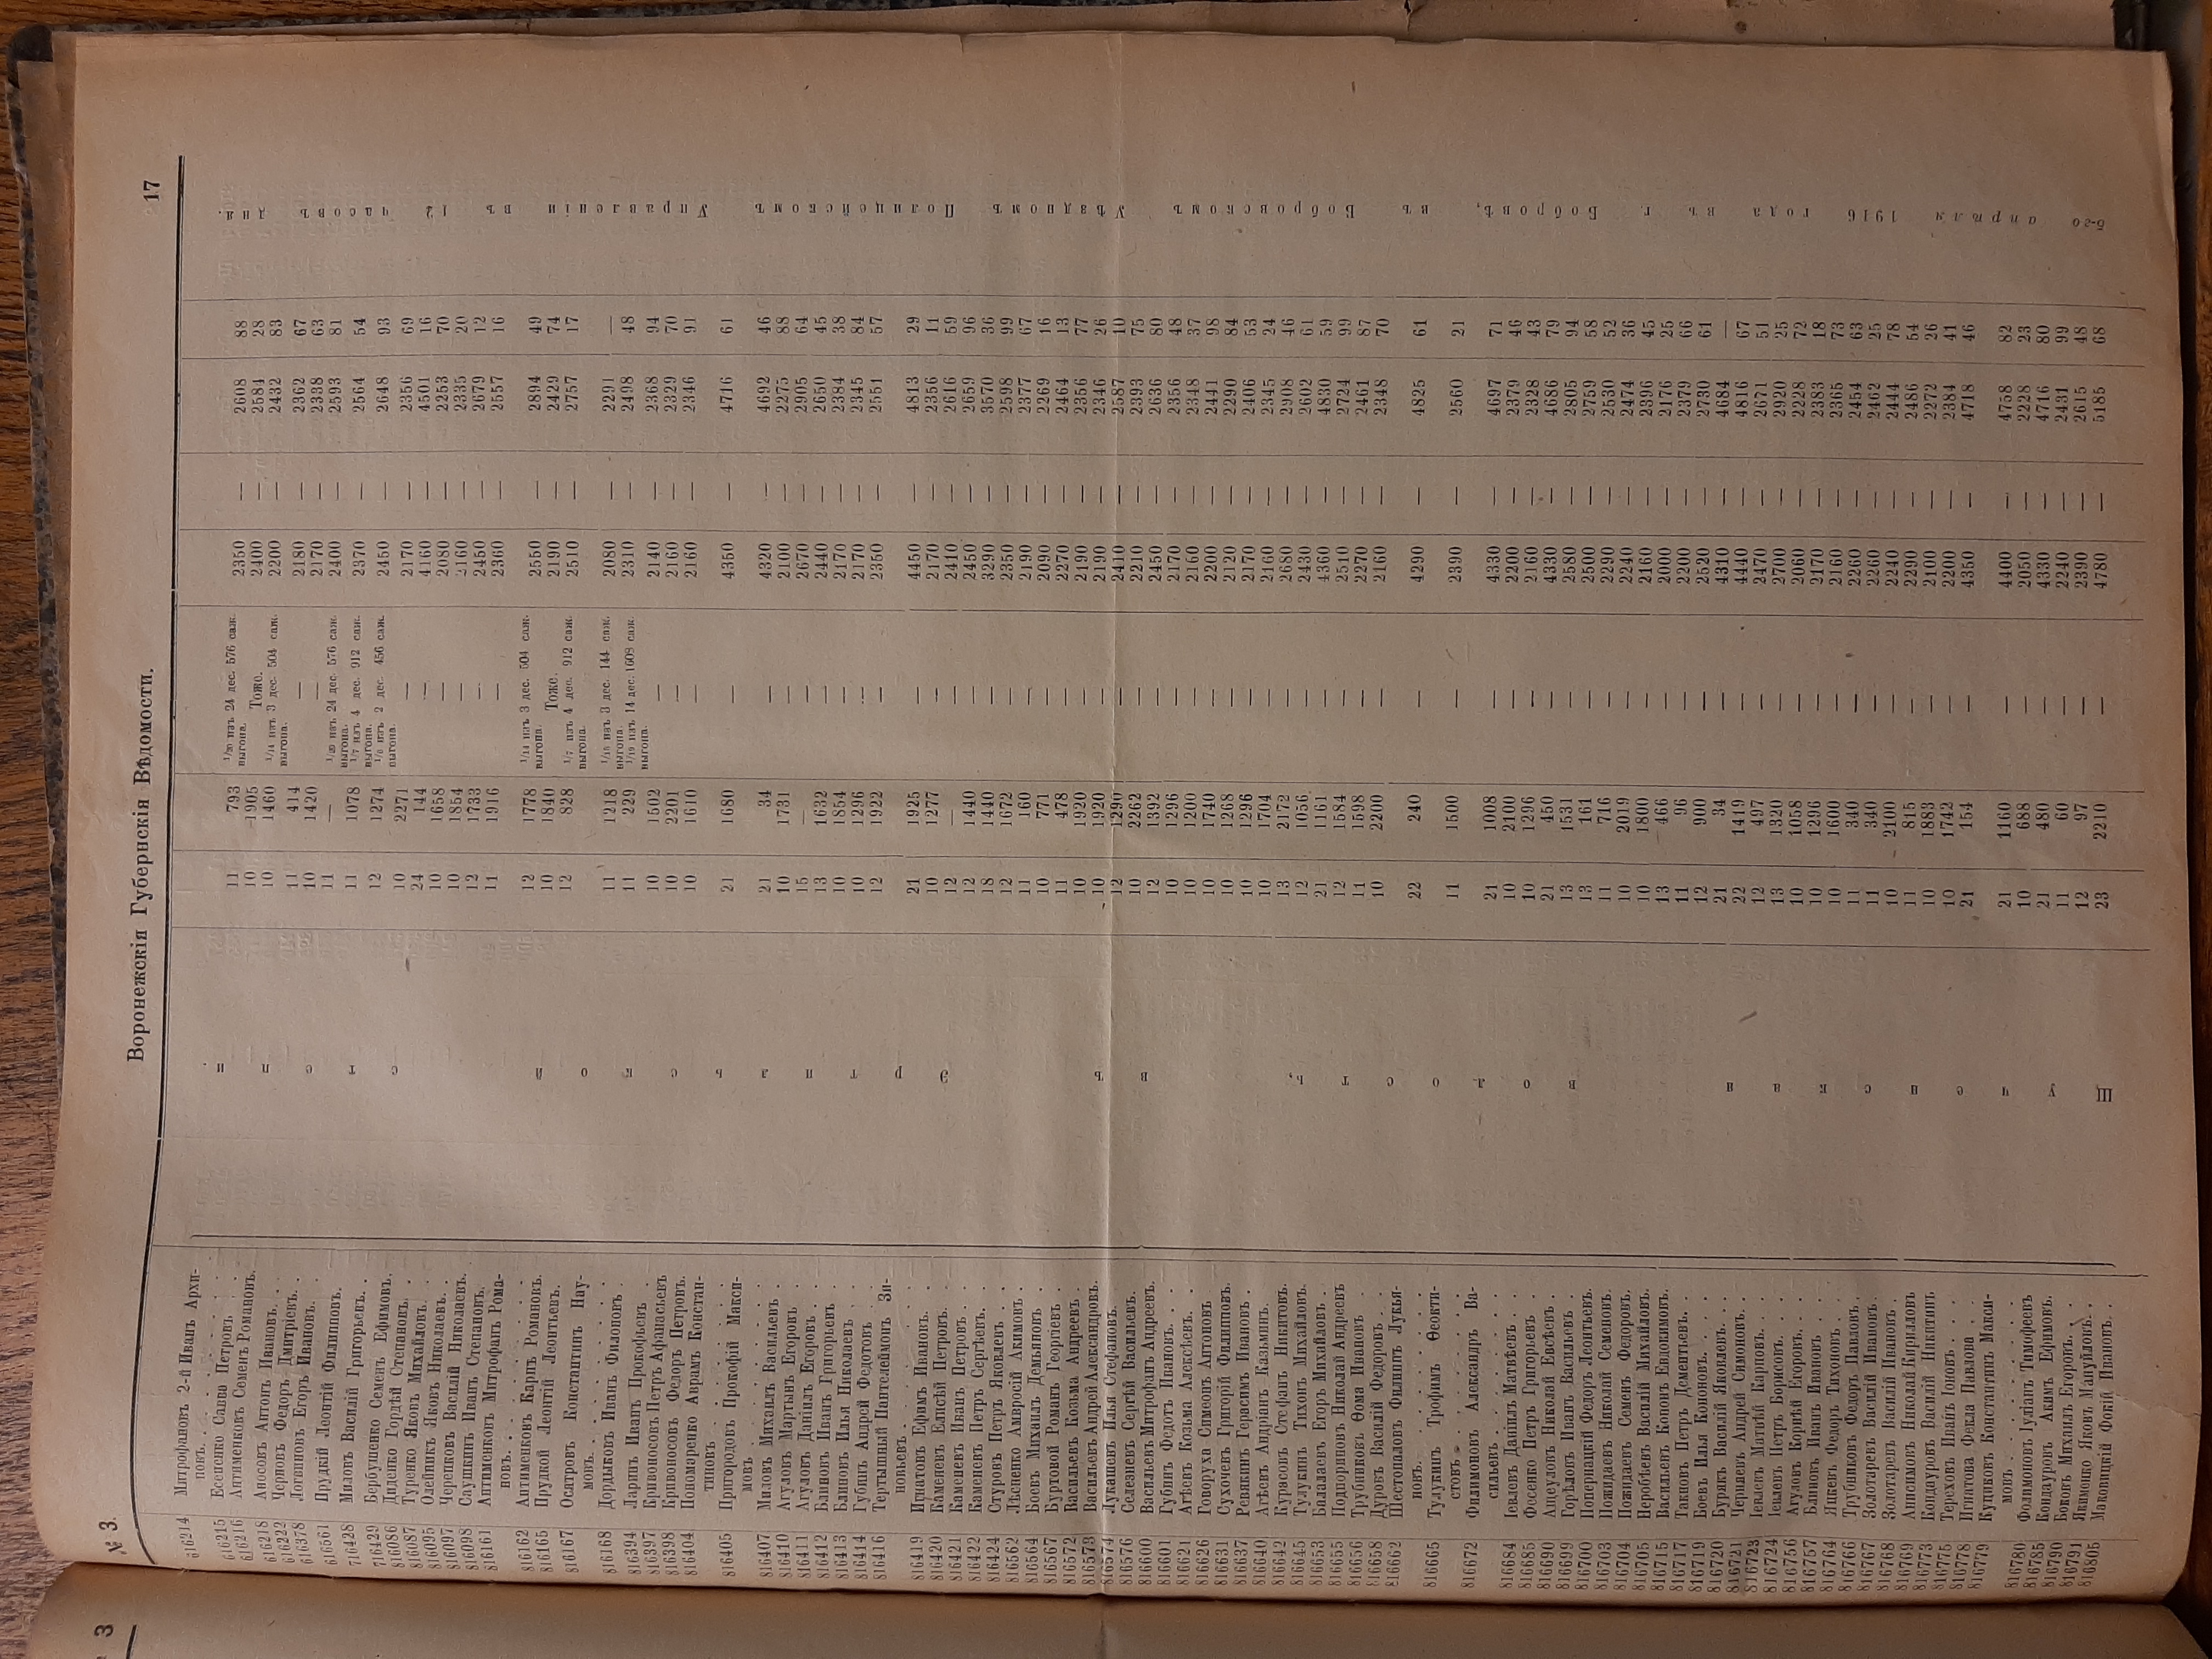 № 3.
Воронежскія Губернскія Вѣдомости.
17
616214 Митрофановъ 2-й Иванъ Архи-
повъ. 11 793 1/20 изъ 24 дес. 576 саж. выгона. 2350 — 2608 88
616215 Есепенко Савва Петровъ 10 1905 Тоже. 2400 — 2584 28
616216 Антименковъ Семенъ Романовъ. 10 1460 1/14 изъ 3 дес. 504 саж. выгона. 2200 — 2432 83
616218 Аносовъ Антонъ Ивановъ. 11 414 — 2180 — 2362 67
616222 Черповъ Федоръ Дмитріевъ. 10 1420 — 2170 — 2338 63
616378 Логвиновъ Егоръ Ивановъ. 11 — 1/20 изъ 24 дес. 576 саж. выгона. 2400 — 2593 81
616561 Прудкій Леонтій Филипповъ. 11 1078 1/7 изъ 4 дес. 912 саж. выгона. 2370 — 2564 54
716428 Миловъ Василій Григорьевъ. 12 1274 изъ 2 дес. 456 саж. выгона. 2450 — 2648 93
716429 Бербушенко Семенъ Ефимовъ. 10 2271 — 2170 — 2356 69
816086 Диденко Гордѣй Степановъ. 24 144 — 4160 — 4501 16
816087 Туренко Яковъ Михайловъ. 10 1658 — 2080 — 2253 70
816095 Олейникъ Яковъ Николаевъ. 10 1854 — 2160 — 2335 20
816097 Черепковъ Василій Николаевъ. 12 1733 — 2450 — 2679 12
816098 Саушкинъ Иванъ Степановъ. 11 1916 — 2360 — 2557 16
816161 Антименковъ Митрофанъ Рома-
новъ. 12 1778 1/14 изъ 3 дес. 504 саж. выгона. 2550 — 2894 49
816162 Антименковъ Карпъ Романовъ. 10 1840 Тоже. 2190 — 2429 74
816165 Прудкой Леонтій Леонтьевъ. 12 828 1/7 изъ 4 дес. 912 саж. выгона. 2510 — 2757 17
816167 Осятровъ Константинъ Нау-
мовъ. 11 1218 изъ 3 дес. 144 саж. выгона. 2080 — 2291 —
816168 Дордыковъ Иванъ Филоновъ 11 229 1/19 изъ 14 дес. 1608 саж. выгона. 2310 — 2498 48
816394 Ларинъ Иванъ Прокофьевъ 10 1502 — 2140 — 2368 94
816397 Кривоносовъ Петръ Афанасьевъ 10 2201 — 2160 — 2329 70
816398 Кривоносовъ Федоръ Петровъ. 10 1610 — 2160 — 2346 91
816404 Пономаренко Аврамъ Констан-
тиновъ 21 1680 — 4350 — 4716 61
816405 Пригородовъ Прокофій Макси-
мовъ 21 34 — 4320 — 4692 46
816407 Миловъ Михаилъ Васильевъ 10 1731 — 2100 — 2275 88
816410 Агуловъ Мартынъ Егоровъ 15 — — 2670 — 2905 64
816411 Агуловъ Даніилъ Егоровъ 13 1632 — 2440 — 2650 45
816412 Блиновъ Иванъ Григорьевъ 10 1854 — 2170 — 2384 38
816413 Блиновъ Илья Николаевъ 10 1296 — 2170 — 2345 84
816414 Губинъ Андрей Федотовъ 12 1922 — 2350 — 2551 57
816416 Тертышный Пантелеймонъ Зи-
новьевъ 21 1925 — 4450 — 4813 29
816419 Игнатовъ Ефимъ Ивановъ. 10 1277 — 2170 — 2356 11
816420 Каменевъ Елисѣй Петровъ. 12 — — 2410 — 2616 59
816421 Каменевъ Иванъ Петровъ 12 1440 — 2450 — 2659 96
816422 Каменевъ Петръ Сергѣевъ. 18 1440 — 3290 — 3570 36
816424 Стуровъ Петръ Яковлевъ 12 1672 — 2350 — 2598 99
816562 Лѣсненко Амвросій Акимовъ 11 160 — 2190 — 2377 67
816564 Боевъ Михаилъ Демьяновъ 10 771 — 2090 — 2269 16
816567 Буртовой Романъ Георгіевъ 11 478 — 2270 — 2464 13
816572 Васильевъ Козьма Андреевъ 10 1920 — 2190 — 2356 77
816573 Васильевъ Андрей Александровъ. 10 1920 — 2190 — 2346 26
816574 Лукашевъ Илья Стефановъ. 12 1290 — 2410 — 2587 10
816576 Селезневъ Сергѣй Васильевъ. 10 2262 — 2210 — 2393 75
816600 Васильевъ Митрофанъ Андреевъ. 12 1392 — 2450 — 2636 80
816601 Губинъ Федотъ Ивановъ. 10 1296 — 2170 — 2356 48
816621 Агѣевъ Козьма Алексѣевъ. 10 1200 — 2160 — 2348 37
816626 Говоруха Симеонъ Антоновъ 10 1740 — 2200 — 2441 98
816631 Сухочевъ Григорій Филипповъ. 10 1268 — 2120 — 2290 84
816637 Ревякинъ Герасимъ Ивановъ 10 1296 — 2170 — 2406 53
816640 Агѣевъ Андріанъ Казьминъ. 10 1704 — 2160 — 2345 24
816642 Курасовъ Стефанъ Никитовъ. 13 2172 — 2680 — 2908 46
816645 Тулукинъ Тихонъ Михайловъ. 12 1056 — 2430 — 2602 61
816653 Балалаевъ Егоръ Михайловъ 21 1161 — 4360 — 4830 59
816655 Подпориновъ Николай Андреевъ 12 1584 — 2510 — 2724 99
816656 Трубниковъ Ѳома Ивановъ 11 1598 — 2270 — 2461 87
816658 Дуровъ Василій Федоровъ 10 2200 — 2160 — 2348 70
816662 Шестопаловъ Филиппъ Лукья-
новъ. 22 240 — 4290 — 4825 61
816665 Тулукинъ Трофимъ Ѳеокти-
стовъ 11 1500 — 2390 — 2560 21
816672 Филимоновъ Александръ Ва-
сильевъ 21 1008 — 4330 — 4697 71
816684 Іевлевъ Даніилъ Матвѣевъ 10 2100 — 2200 — 2379 46
816685 Фесенко Петръ Григорьевъ 10 1296 — 2160 — 2328 43
816690 Ащеуловъ Николай Евсѣевъ 21 450 — 4330 — 4686 79
816699 Горѣловъ Иванъ Васильевъ 13 1531 — 2580 — 2805 94
816700 Попернацкій Федоръ Леонтьевъ. 13 161 — 2500 — 2759 58
816703 Пожидаевъ Николай Семеновъ. 11 716 — 2290 — 2530 52
816704 Пожидаевъ Семенъ Федоровъ. 10 2019 — 2240 — 2474 36
816705 Неробѣевъ Василій Михайловъ. 10 1800 — 2160 — 2396 45
816715 Васильевъ Кононъ Евдокимовъ. 13 466 — 2000 — 2176 25
816717 Такновъ Петръ Дементьевъ. 11 96 — 2200 — 2379 66
816719 Боевъ Илья Кононовъ. 12 900 — 2520 — 2730 61
816720 Бурякъ Василій Яковлевъ. 21 34 — 4310 — 4684 —
816721 Черняевъ Андрей Симоновъ. 22 1419 — 4440 — 4816 67
816723 Іевлевъ Матвѣй Карповъ. 12 497 — 2470 — 2671 51
816724 Іевлевъ Петръ Борисовъ. 13 1320 — 2700 — 2920 25
816756 Агуловъ Корнѣй Егоровъ. 10 1058 — 2060 — 2228 72
816757 Блиновъ Иванъ Ивановъ 10 1296 — 2170 — 2383 18
816764 Яцкевъ Федоръ Тихоновъ 10 1600 — 2160 — 2365 73
816766 Трубниковъ Федоръ Павловъ 11 340 — 2260 — 2454 63
816767 Золотаревъ Василій Ивановъ. 11 340 — 2260 — 2462 25
816768 Золотаревъ Василій Ивановъ 10 2100 — 2240 — 2444 78
816769 Анисимовъ Николай Кирилловъ 11 815 — 2290 — 2486 54
816773 Кондауровъ Василій Никитинъ 10 1883 — 2100 — 2272 26
816775 Тереховъ Иванъ Іоновъ 10 1742 — 2200 — 2384 41
816778 Игнатова Фекла Павлова 21 154 — 4350 — 4718 46
816779 Куциковъ Константинъ Макси-
мовъ 21 1160 — 4400 — 4758 82
816780 Фолимоновъ Іуліанъ Тимофеевъ 10 688 — 2050 — 2228 23
816785 Кондауровъ Акимъ Ефимовъ. 21 480 — 4330 — 4716 80
816790 Боковъ Михаилъ Егоровъ. 11 60 — 2240 — 2431 99
816791 Якименко Яковъ Мануйловъ. 12 97 — 2390 — 2615 48
816805 Маковицкій Фокій Ивановъ. 23 2210 — 4780 — 5185 68
Щученская волость, въ Эртильской степи.
5-го апрѣля 1916 года въ г. Бобровѣ, въ Бобровскомъ Уѣздномъ Полицейскомъ Управленіи въ 12 часовъ дня.
№ 3